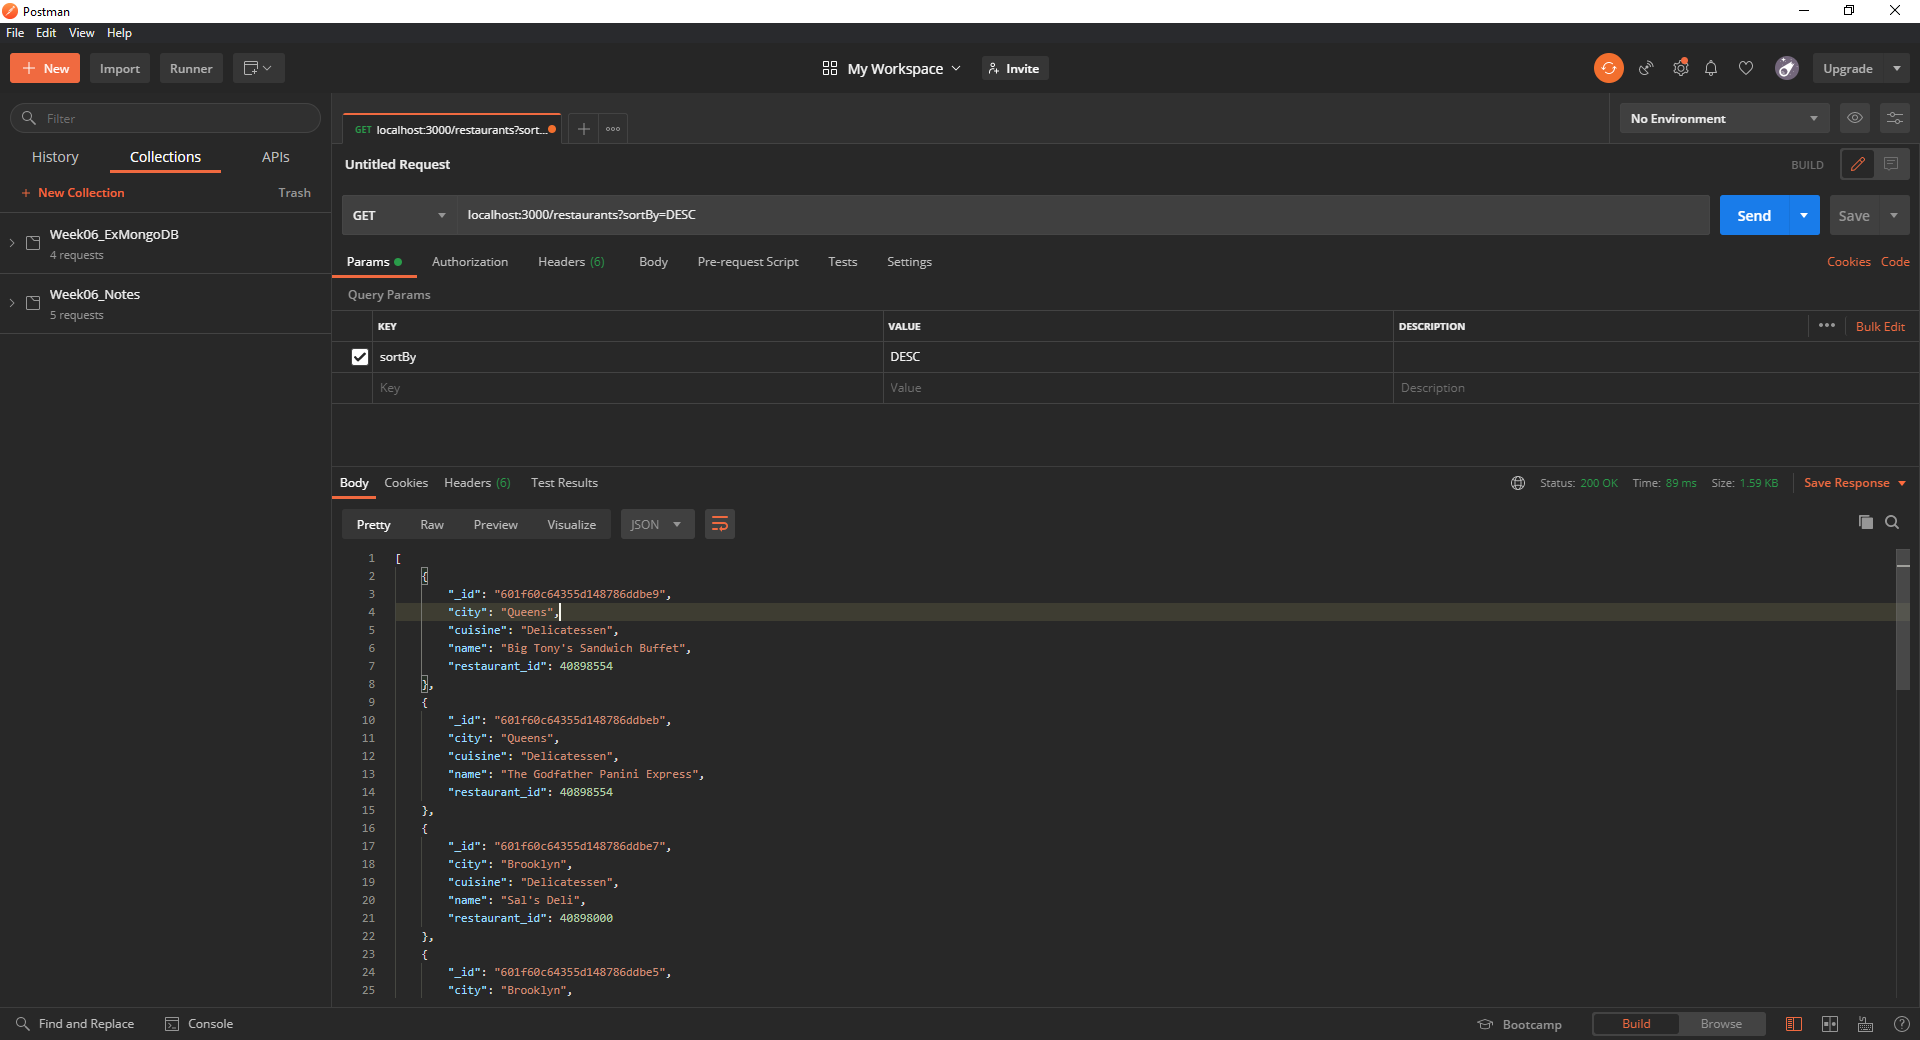 Postman
File Edit View Help
New Import Runner
My Workspace Invite
Upgrade
Filter
History Collections APIs
+ New Collection Trash
Week06_ExMongoDB
4 requests
Week06_Notes
5 requests
GET localhost:3000/restaurants?sort...
No Environment
Untitled Request
BUILD
GET localhost:3000/restaurants?sortBy=DESC
Send Save
Params Authorization Headers (6) Body Pre-request Script Tests Settings
Cookies Code
Query Params
KEY VALUE DESCRIPTION
Bulk Edit
sortBy DESC
Key Value Description
Body Cookies Headers (6) Test Results
Status: 200 OK Time: 89 ms Size: 1.59 KB Save Response
Pretty Raw Preview Visualize JSON
1 [
2 {
3 "_id": "601f60c64355d148786ddbe9",
4 "city": "Queens",
5 "cuisine": "Delicatessen",
6 "name": "Big Tony's Sandwich Buffet",
7 "restaurant_id": 40898554
8 },
9 {
10 "_id": "601f60c64355d148786ddbeb",
11 "city": "Queens",
12 "cuisine": "Delicatessen",
13 "name": "The Godfather Panini Express",
14 "restaurant_id": 40898554
15 },
16 {
17 "_id": "601f60c64355d148786ddbe7",
18 "city": "Brooklyn",
19 "cuisine": "Delicatessen",
20 "name": "Sal's Deli",
21 "restaurant_id": 40898000
22 },
23 {
24 "_id": "601f60c64355d148786ddbe5",
25 "city": "Brooklyn",
Find and Replace Console
Bootcamp Build Browse